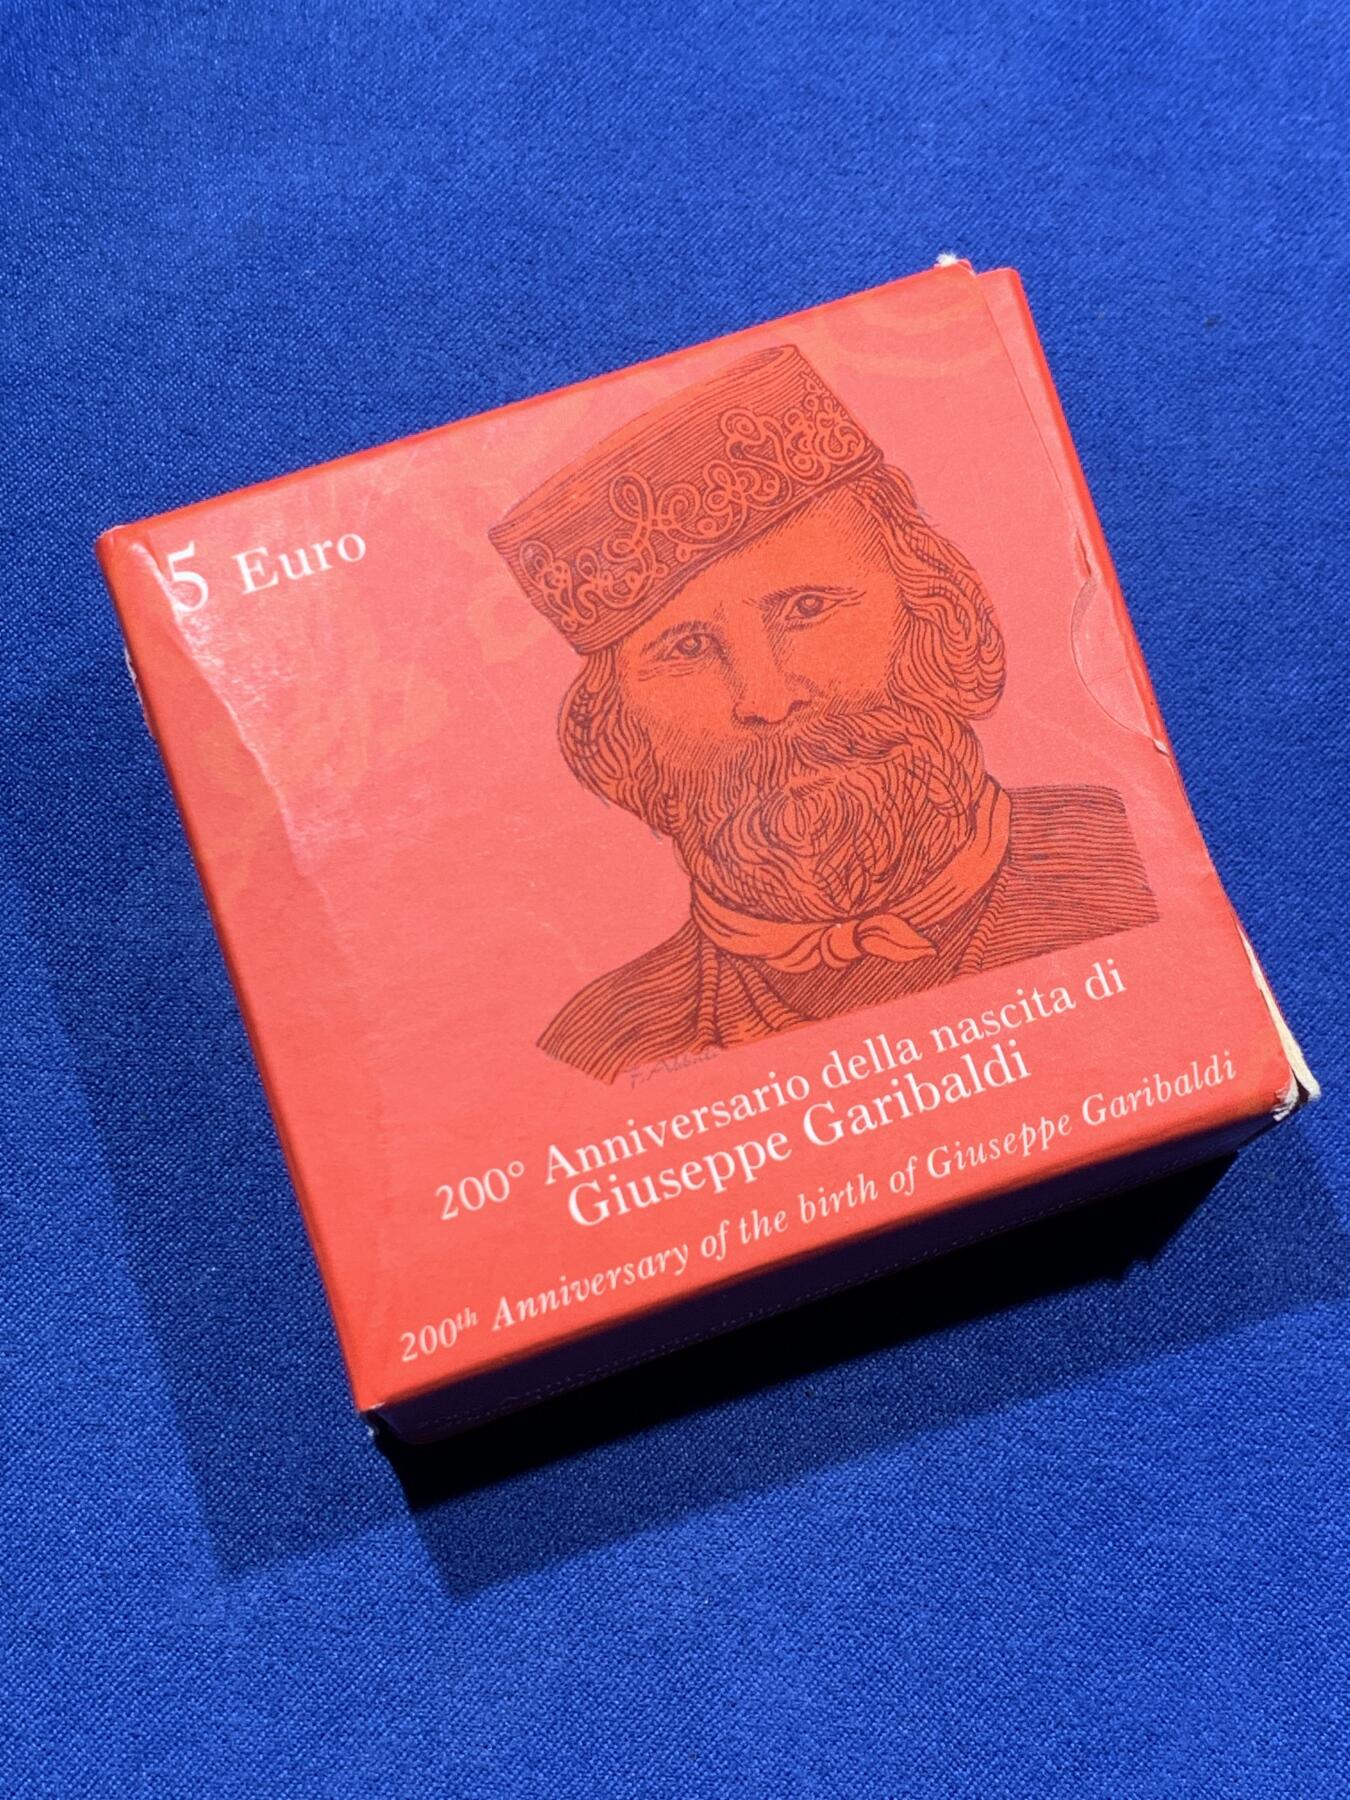 5 Euro
200° Anniversario della nascita di
Giuseppe Garibaldi
200th Anniversary of the birth of Giuseppe Garibaldi